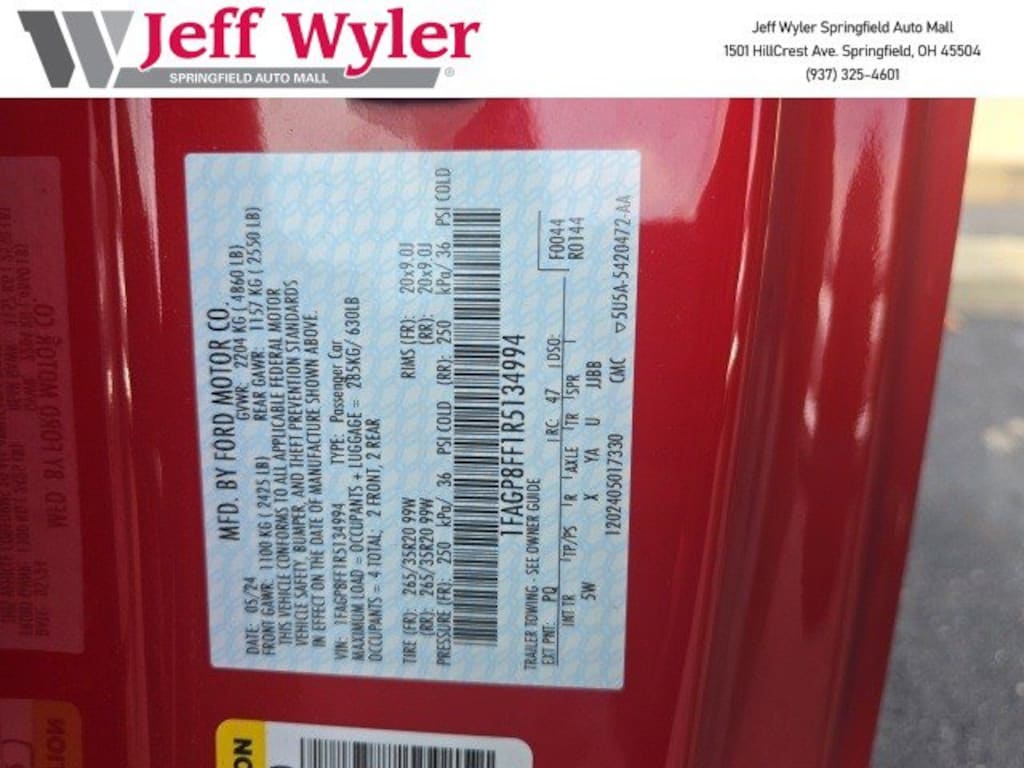 Jeff Wyler
SPRINGFIELD AUTO MALL
®
Jeff Wyler Springfield Auto Mall
1501 HillCrest Ave. Springfield, OH 45504
(937) 325-4601
MFD. BY FORD MOTOR CO.
DATE: 05/24 GVWR: 2204 KG ( 4860 LB)
FRONT GAWR: 1100 KG ( 2425 LB) REAR GAWR: 1157 KG ( 2550 LB)
THIS VEHICLE CONFORMS TO ALL APPLICABLE FEDERAL MOTOR
VEHICLE SAFETY, BUMPER, AND THEFT PREVENTION STANDARDS
IN EFFECT ON THE DATE OF MANUFACTURE SHOWN ABOVE.
VIN: 1FAGP8FF1R5134994 TYPE: Passenger Car
MAXIMUM LOAD = OCCUPANTS + LUGGAGE = 285KG/ 630LB
OCCUPANTS = 4 TOTAL: 2 FRONT, 2 REAR
TIRE (FR): 265/35R20 99W RIMS (FR): 20x9.0J
(RR): 265/35R20 99W (RR): 20x9.0J
PRESSURE (FR): 250 kPa/ 36 PSI COLD (RR): 250 kPa/ 36 PSI COLD
1FAGP8FF1R5134994
TRAILER TOWING - SEE OWNER GUIDE
EXT PNT: PQ RC: 47 DSO: F0044
R0144
INT TR TP/PS R AXLE TR SPR
5W X YA U JJBB
120240501733​0 CMC ▽5U5A-5420472-AA